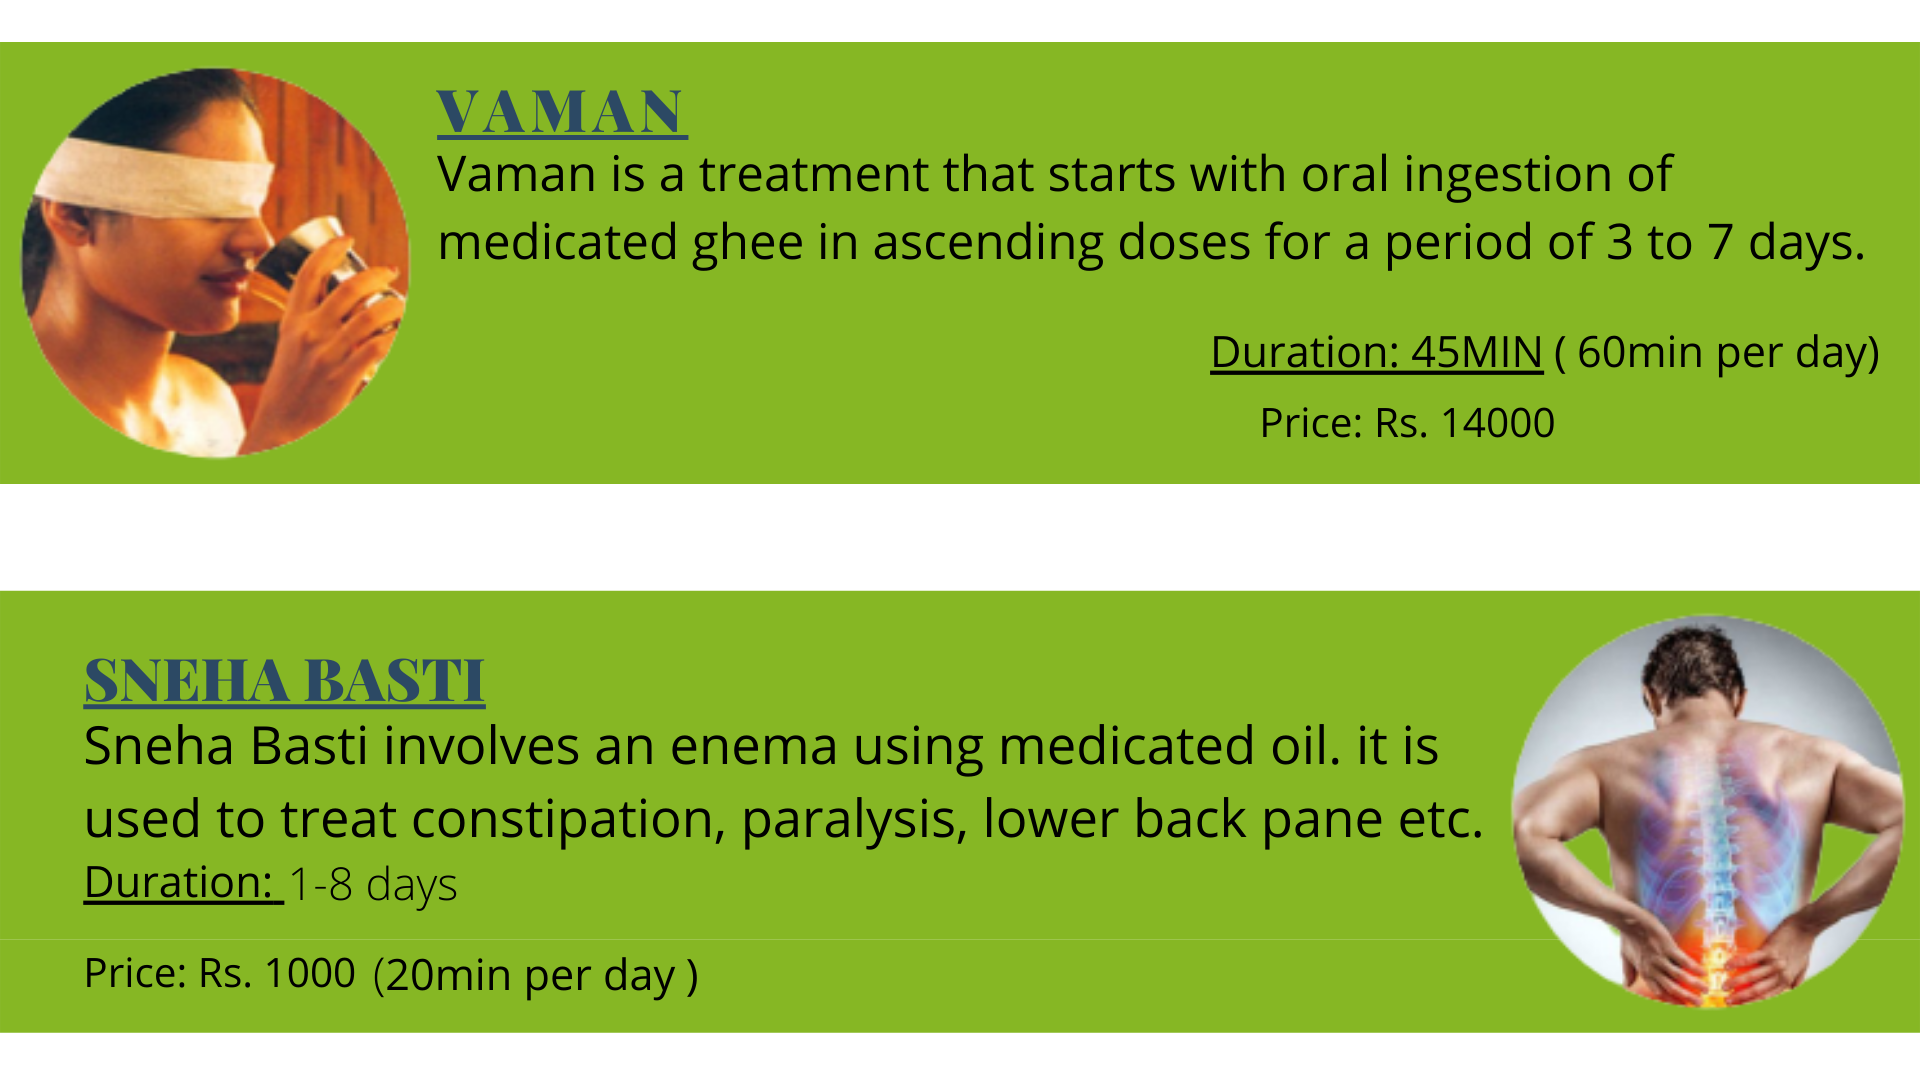 VAMAN
Vaman is a treatment that starts with oral ingestion of
medicated ghee in ascending doses for a period of 3 to 7 days.
Duration: 45MIN ( 60min per day)
Price: Rs. 14000
SNEHA BASTI
Sneha Basti involves an enema using medicated oil. it is
used to treat constipation, paralysis, lower back pane etc.
Duration: 1-8 days
Price: Rs. 1000 (20min per day )